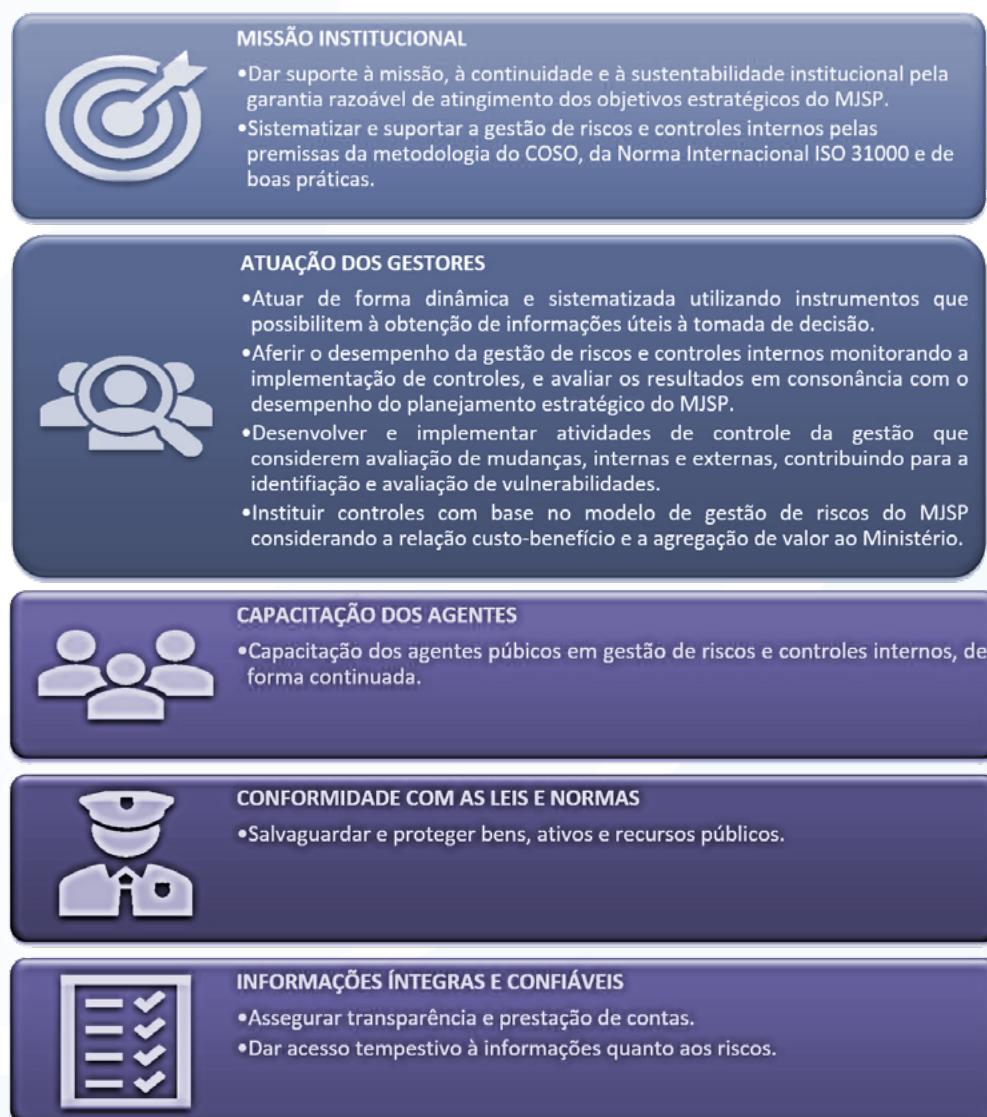 MISSÃO INSTITUCIONAL
•Dar suporte à missão, à continuidade e à sustentabilidade institucional pela
garantia razoável de atingimento dos objetivos estratégicos do MJSP.
•Sistematizar e suportar a gestão de riscos e controles internos pelas
premissas da metodologia do COSO, da Norma Internacional ISO 31000 e de
boas práticas.
ATUAÇÃO DOS GESTORES
•Atuar de forma dinâmica e sistematizada utilizando instrumentos que
possibilitem à obtenção de informações úteis à tomada de decisão.
•Aferir o desempenho da gestão de riscos e controles internos monitorando a
implementação de controles, e avaliar os resultados em consonância com o
desempenho do planejamento estratégico do MJSP.
•Desenvolver e implementar atividades de controle da gestão que
considerem avaliação de mudanças, internas e externas, contribuindo para a
identifiação e avaliação de vulnerabilidades.
•Instituir controles com base no modelo de gestão de riscos do MJSP
considerando a relação custo-benefício e a agregação de valor ao Ministério.
CAPACITAÇÃO DOS AGENTES
•Capacitação dos agentes púbicos em gestão de riscos e controles internos, de
forma continuada.
CONFORMIDADE COM AS LEIS E NORMAS
•Salvaguardar e proteger bens, ativos e recursos públicos.
INFORMAÇÕES ÍNTEGRAS E CONFIÁVEIS
•Assegurar transparência e prestação de contas.
•Dar acesso tempestivo à informações quanto aos riscos.